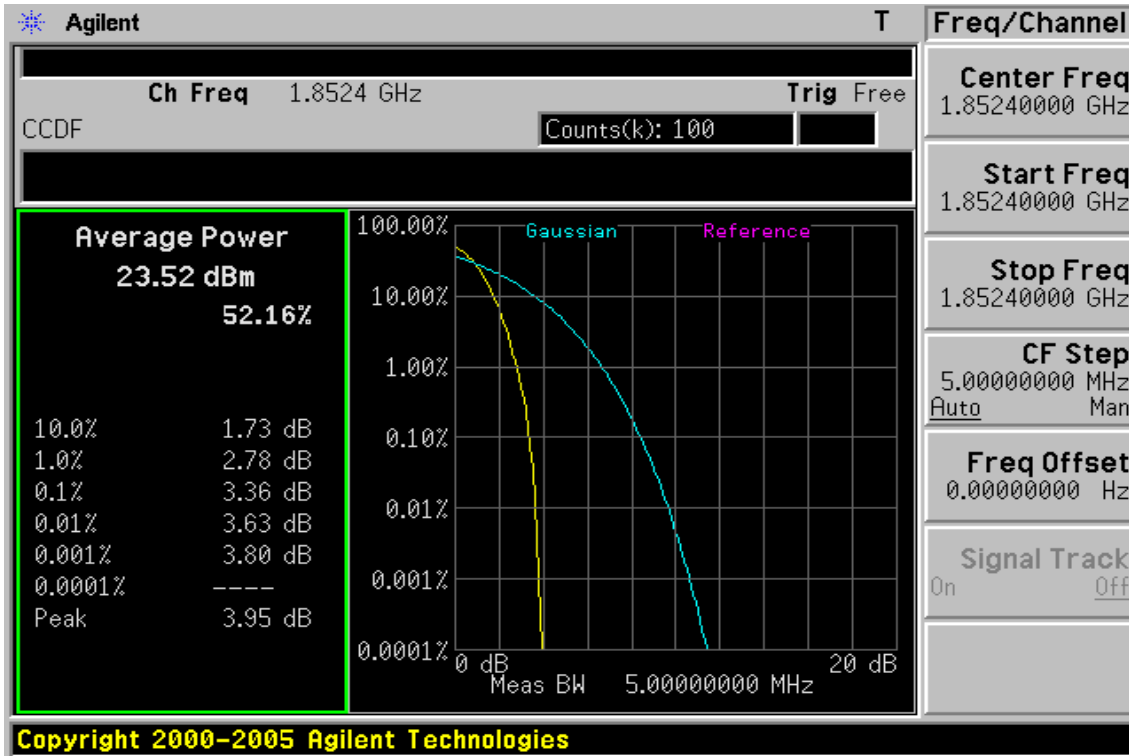 Agilent T
Ch Freq 1.8524 GHz Trig Free
CCDF Counts(k): 100
Average Power
23.52 dBm
52.16%
10.0% 1.73 dB
1.0% 2.78 dB
0.1% 3.36 dB
0.01% 3.63 dB
0.001% 3.80 dB
0.0001% ----
Peak 3.95 dB
Gaussian Reference
100.00%
10.00%
1.00%
0.10%
0.01%
0.001%
0.0001%
0 dB 20 dB
Meas BW 5.00000000 MHz
Freq/Channel
Center Freq
1.85240000 GHz
Start Freq
1.85240000 GHz
Stop Freq
1.85240000 GHz
CF Step
5.00000000 MHz
Auto Man
Freq Offset
0.00000000 Hz
Signal Track
On Off
Copyright 2000-2005 Agilent Technologies